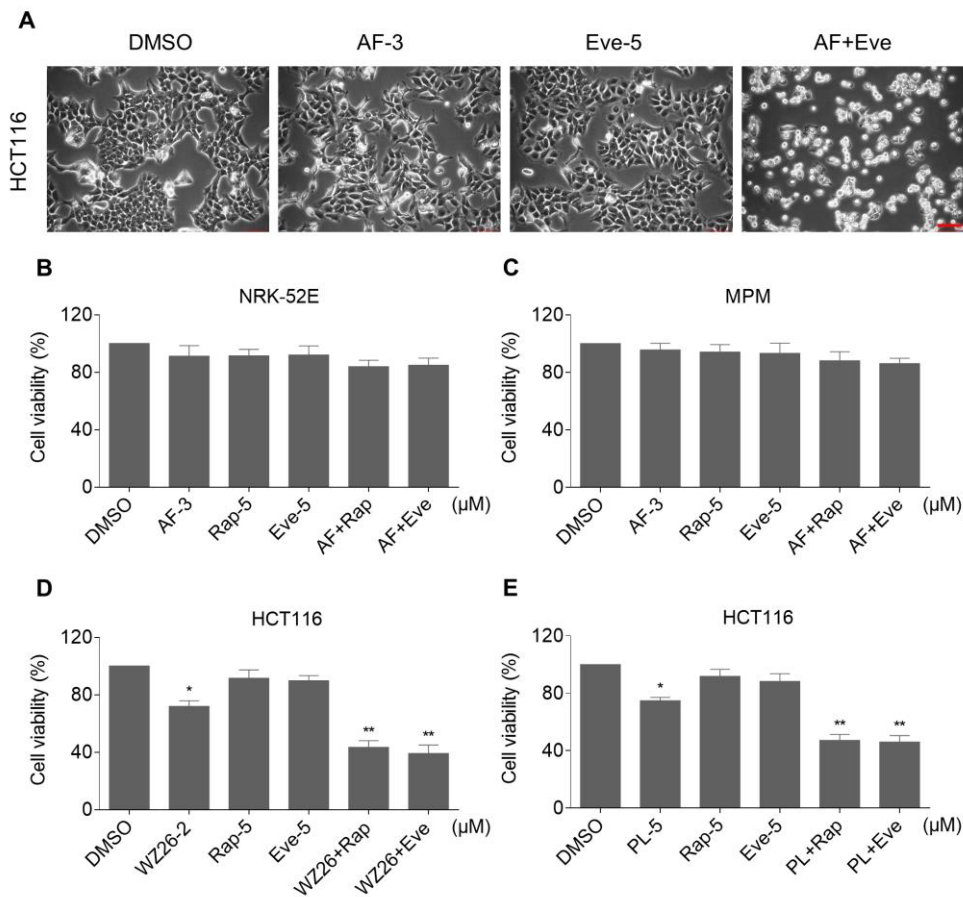 A
DMSO AF-3 Eve-5 AF+Eve
HCT116
B
NRK-52E
Cell viability (%)
120
80
40
0
DMSO AF-3 Rap-5 Eve-5 AF+Rap AF+Eve (μM)
C
MPM
Cell viability (%)
120
80
40
0
DMSO AF-3 Rap-5 Eve-5 AF+Rap AF+Eve (μM)
D
HCT116
Cell viability (%)
120
80
40
0
* ** **
DMSO WZ26-2 Rap-5 Eve-5 WZ26+Rap WZ26+Eve (μM)
E
HCT116
Cell viability (%)
120
80
40
0
* ** **
DMSO PL-5 Rap-5 Eve-5 PL+Rap PL+Eve (μM)